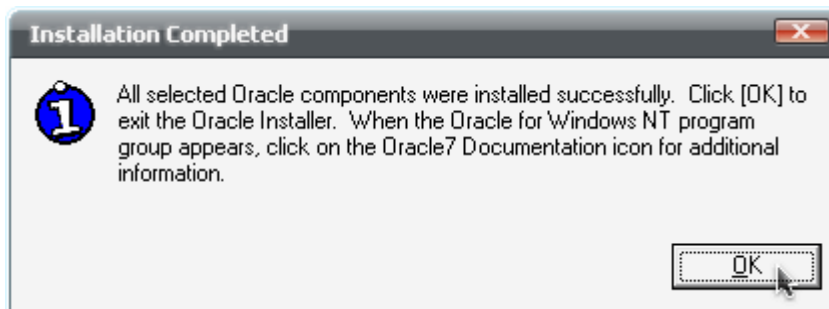 Installation Completed
All selected Oracle components were installed successfully.  Click [OK] to
exit the Oracle Installer.  When the Oracle for Windows NT program
group appears, click on the Oracle7 Documentation icon for additional
information.
OK